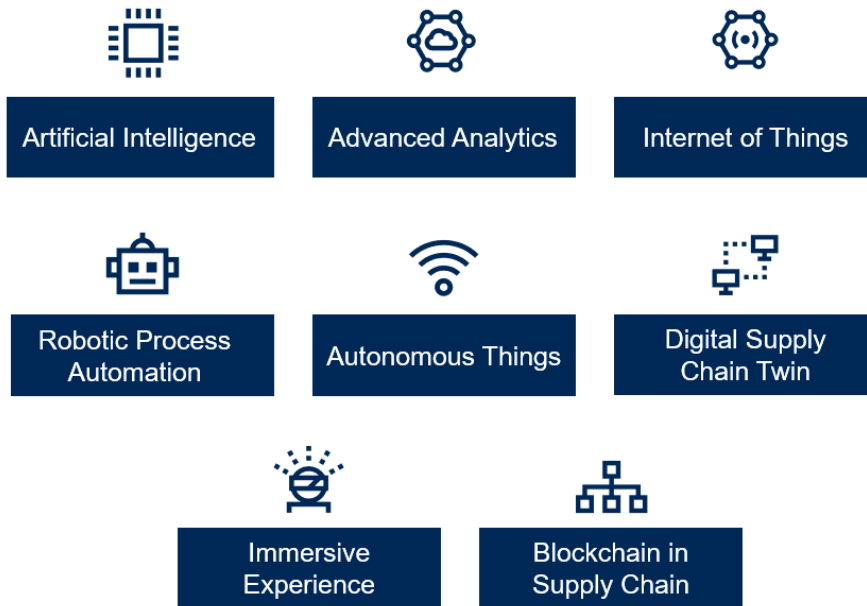 Artificial Intelligence
Advanced Analytics
Internet of Things
Robotic Process
Automation
Autonomous Things
Digital Supply
Chain Twin
Immersive
Experience
Blockchain in
Supply Chain